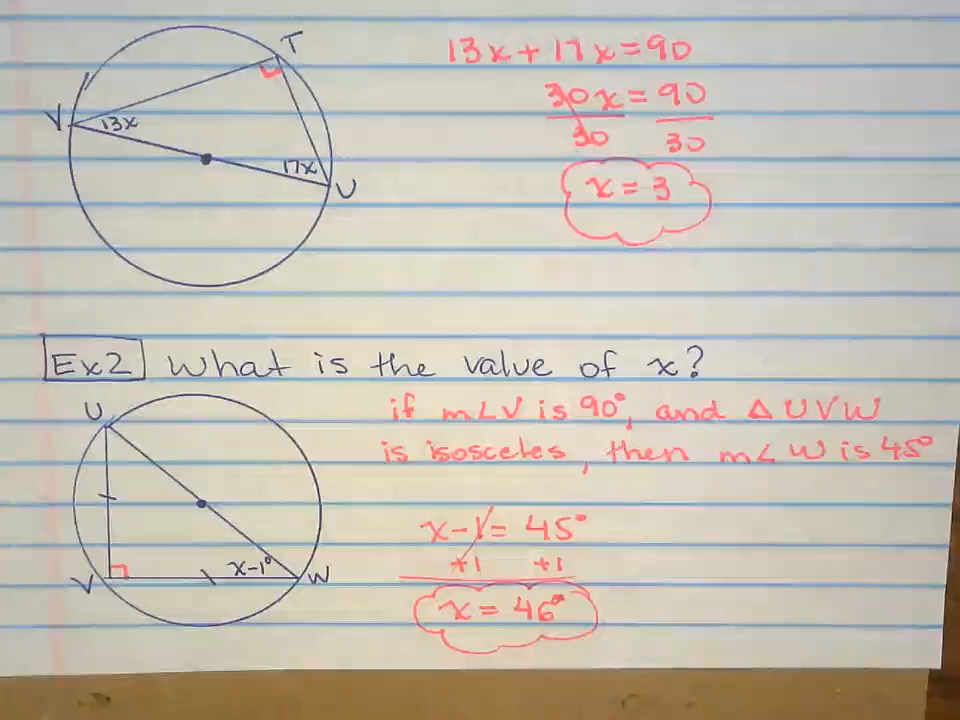 T
13x + 17x = 90
30x = 90
30 30
x = 3
V
13x
17x
U
Ex2 What is the value of x?
U
if m∠V is 90°, and △UVW
is isosceles, then m∠W is 45°
x-1 = 45°
+1 +1
x = 46°
x-1°
V
W